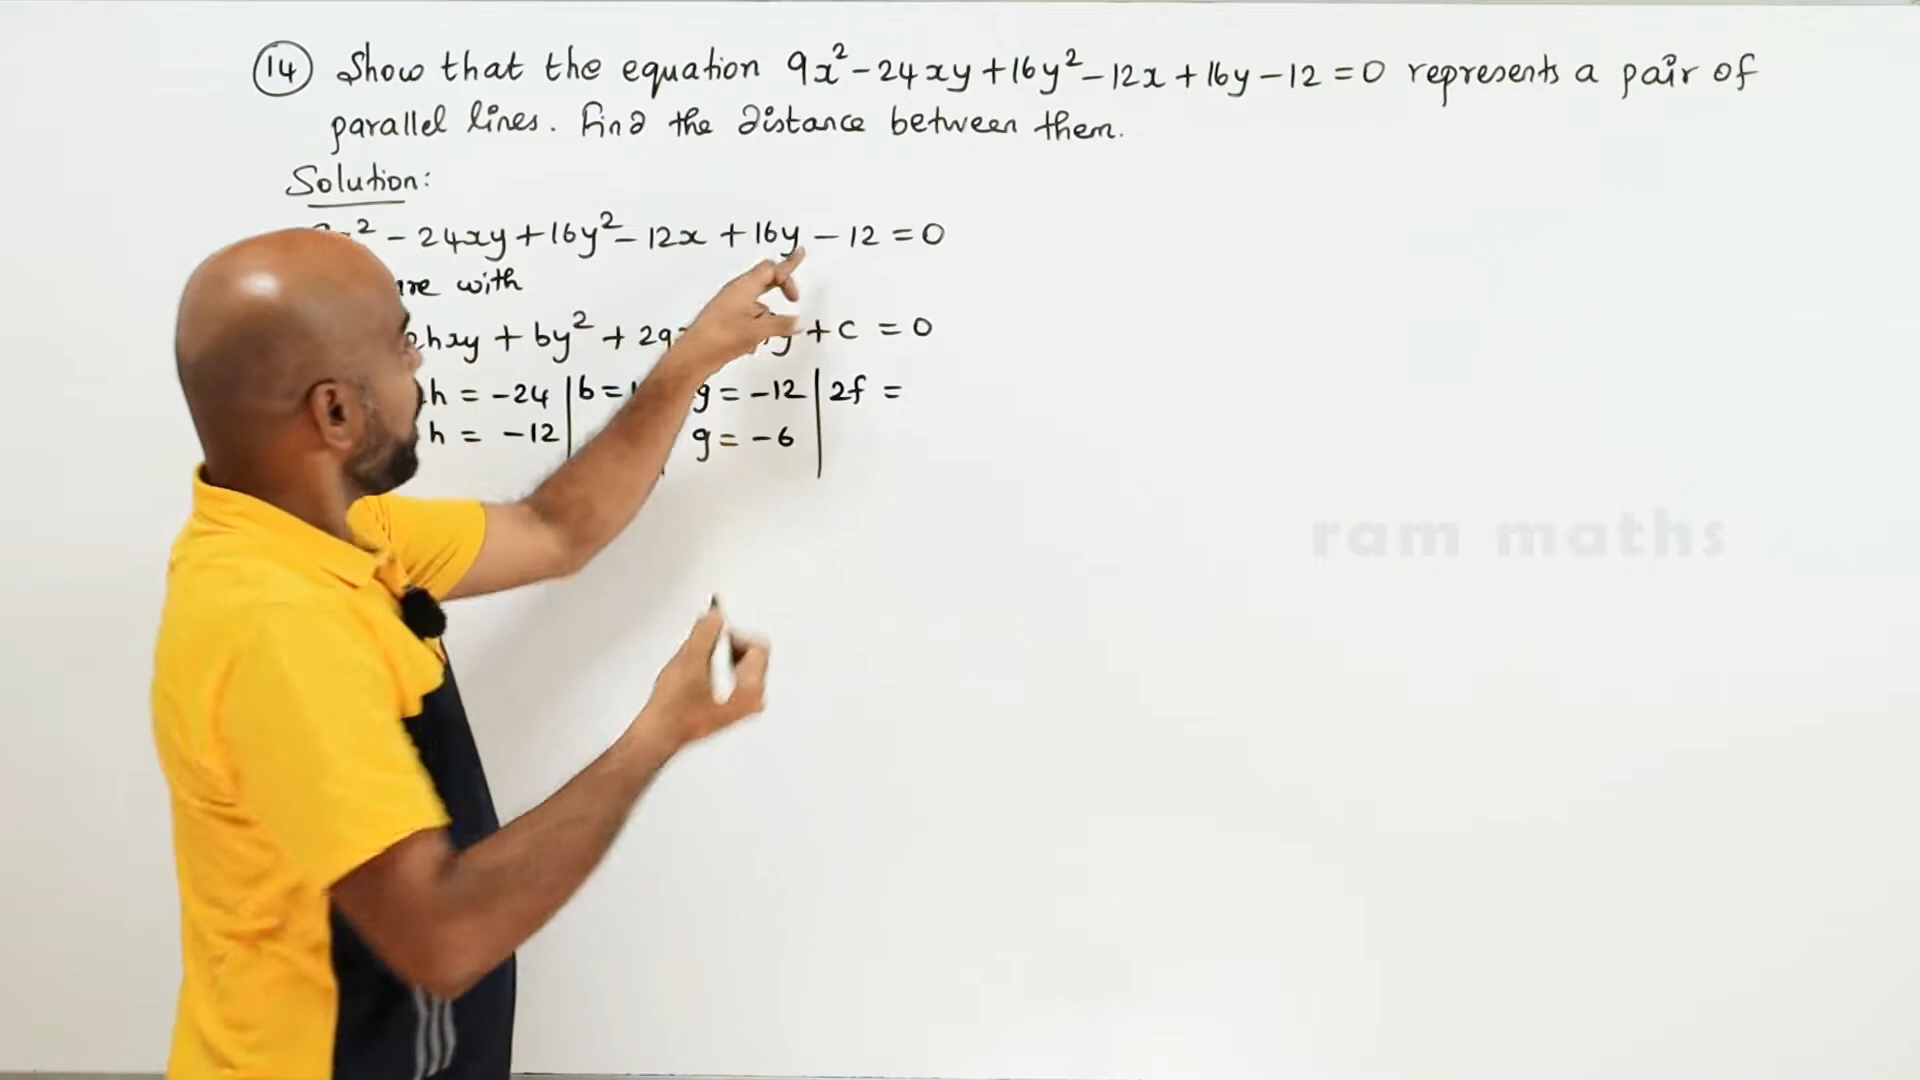 14 Show that the equation 9x² - 24xy + 16y² - 12x + 16y - 12 = 0 represents a pair of
parallel lines. Find the distance between them.
Solution:
x² - 24xy + 16y² - 12x + 16y - 12 = 0
with
hxy + by² + 2g + c = 0
h = -24 | b = g = -12 | 2f =
h = -12 | g = -6 |
ram maths